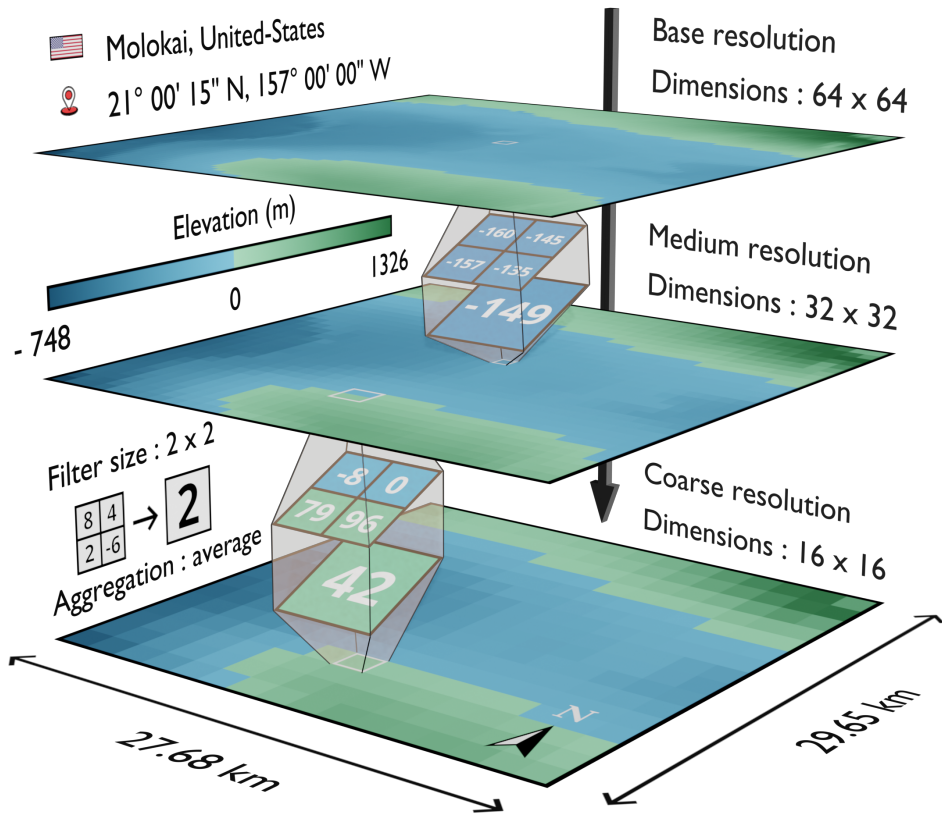 Molokai, United-States
21° 00' 15" N, 157° 00' 00" W
Base resolution
Dimensions : 64 x 64
Elevation (m)
1326
0
- 748
-160 -145
-157 -135
-149
Medium resolution
Dimensions : 32 x 32
Filter size : 2 x 2
8 4
2 -6
2
Aggregation : average
-8 0
79 96
42
Coarse resolution
Dimensions : 16 x 16
N
27.68 km
29.65 km